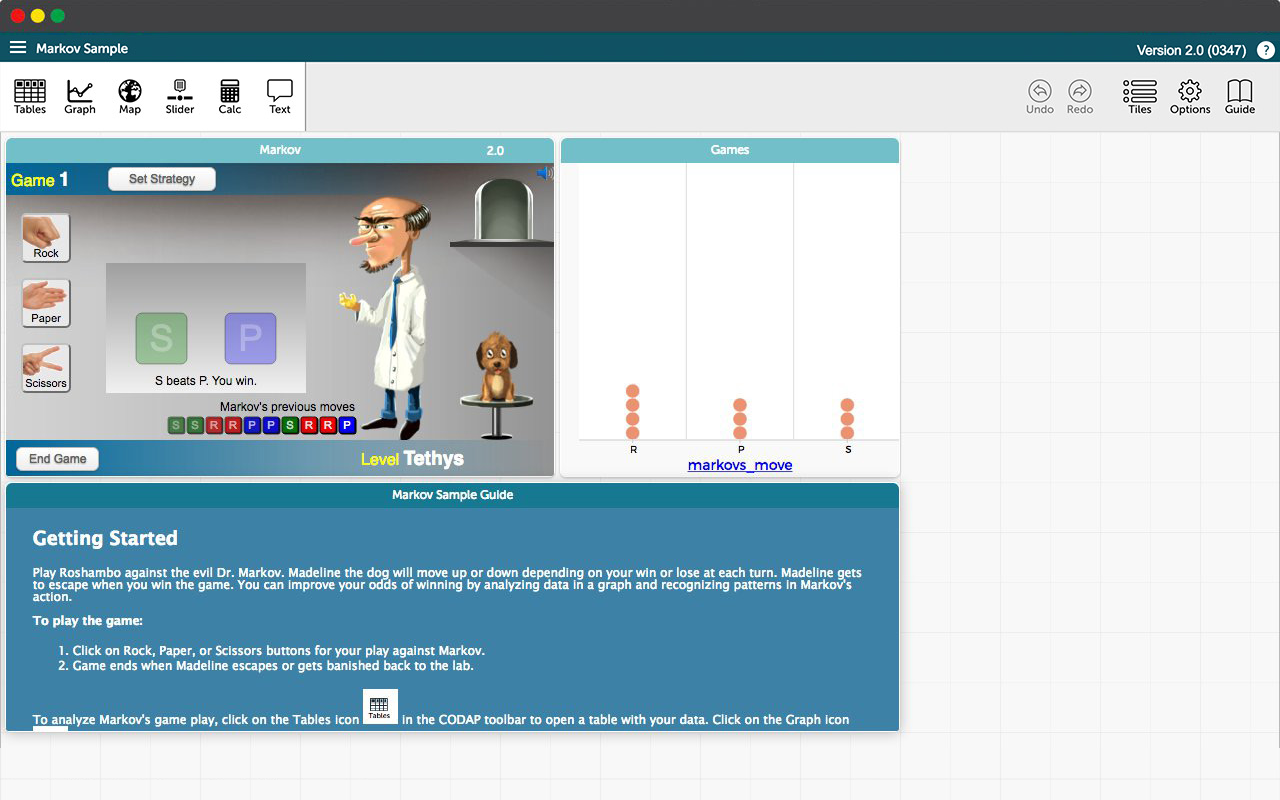 Markov Sample
Version 2.0 (0347) ?
Tables Graph Map Slider Calc Text
Undo Redo Tiles Options Guide
Markov 2.0
Game 1 Set Strategy
Rock
Paper
Scissors
S P
S beats P. You win.
Markov's previous moves
S S R R P P S R R P
End Game
Level Tethys
Games
R P S
markovs_move
Markov Sample Guide
Getting Started
Play Roshambo against the evil Dr. Markov. Madeline the dog will move up or down depending on your win or lose at each turn. Madeline gets
to escape when you win the game. You can improve your odds of winning by analyzing data in a graph and recognizing patterns in Markov's
action.
To play the game:
1. Click on Rock, Paper, or Scissors buttons for your play against Markov.
2. Game ends when Madeline escapes or gets banished back to the lab.
To analyze Markov's game play, click on the Tables icon Tables in the CODAP toolbar to open a table with your data. Click on the Graph icon